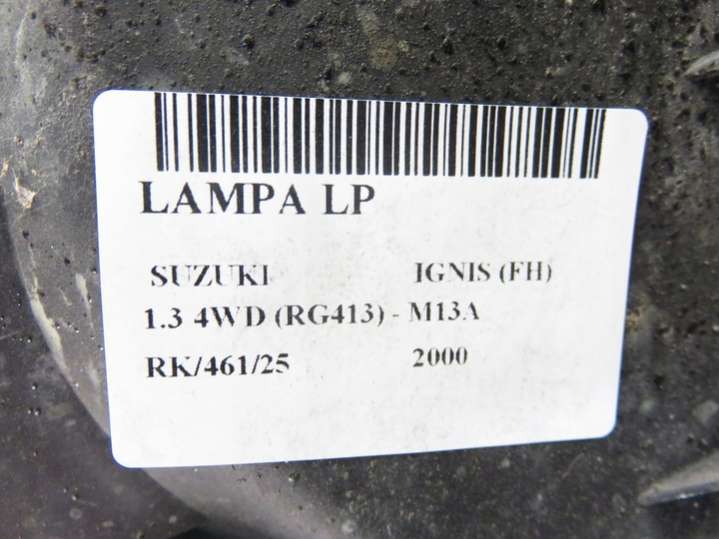 LAMPA LP
SUZUKI IGNIS (FH)
1.3 4WD (RG413) - M13A
RK/461/25 2000